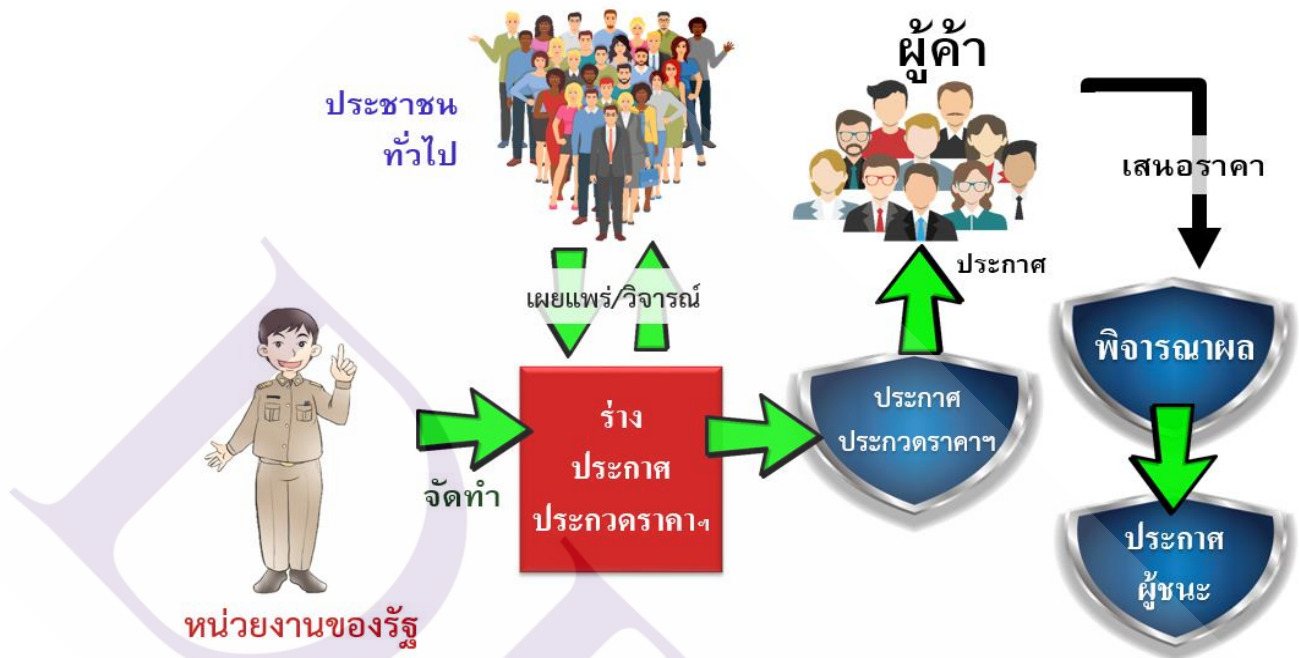 ประชาชน
ทั่วไป
ผู้ค้า
เสนอราคา
เผยแพร่/วิจารณ์
ประกาศ
หน่วยงานของรัฐ
จัดทำ
ร่าง
ประกาศ
ประกวดราคาฯ
ประกาศ
ประกวดราคาฯ
พิจารณาผล
ประกาศ
ผู้ชนะ